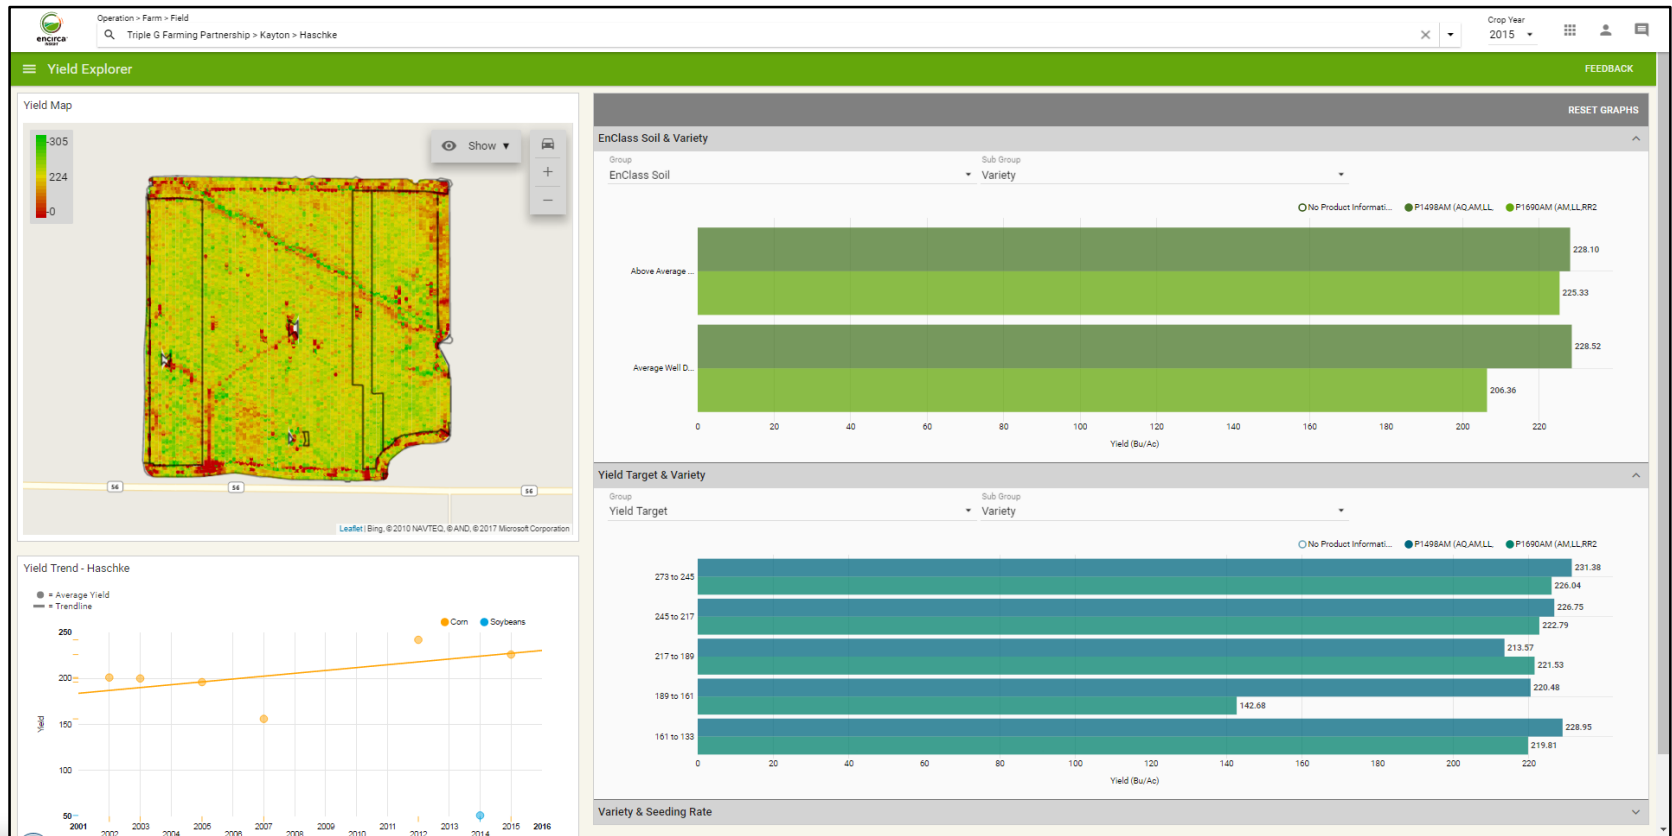 encirca
Operation > Farm > Field
Triple G Farming Partnership > Kayton > Haschke
Crop Year
2015
Yield Explorer
FEEDBACK
Yield Map
305
224
0
Show
56
56
56
Leaflet | Bing, © 2010 NAVTEQ, © AND, © 2017 Microsoft Corporation
Yield Trend - Haschke
= Average Yield
= Trendline
Corn
Soybeans
250
200
150
100
50
Yield
2001 2002 2003 2004 2005 2006 2007 2008 2009 2010 2011 2012 2013 2014 2015 2016
RESET GRAPHS
EnClass Soil & Variety
Group
EnClass Soil
Sub Group
Variety
No Product Informati... P1498AM (AQ,AM,LL, P1690AM (AM,LL,RR2
Above Average ...
228.10
225.33
Average Well D...
228.52
206.36
0 20 40 60 80 100 120 140 160 180 200 220
Yield (Bu/Ac)
Yield Target & Variety
Group
Yield Target
Sub Group
Variety
No Product Informati... P1498AM (AQ,AM,LL, P1690AM (AM,LL,RR2
273 to 245
231.38
226.04
245 to 217
226.75
222.79
217 to 189
213.57
221.53
189 to 161
220.48
142.68
161 to 133
228.95
219.81
0 20 40 60 80 100 120 140 160 180 200 220
Yield (Bu/Ac)
Variety & Seeding Rate